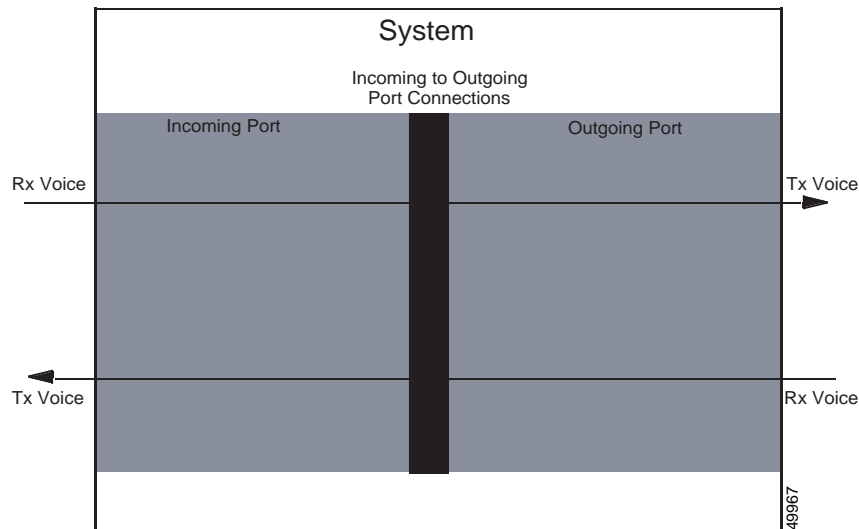 System
Incoming to Outgoing
Port Connections
Incoming Port
Outgoing Port
Rx Voice
Tx Voice
Tx Voice
Rx Voice
49967